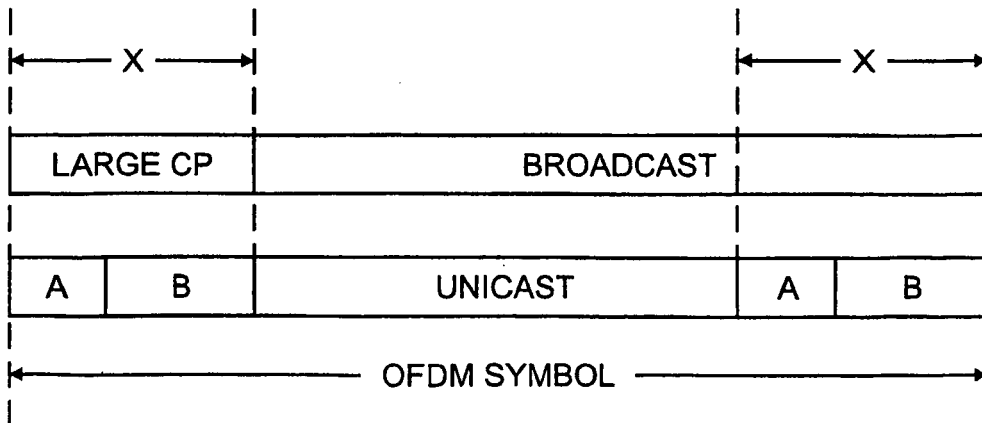 X X
LARGE CP BROADCAST
A B UNICAST A B
OFDM SYMBOL